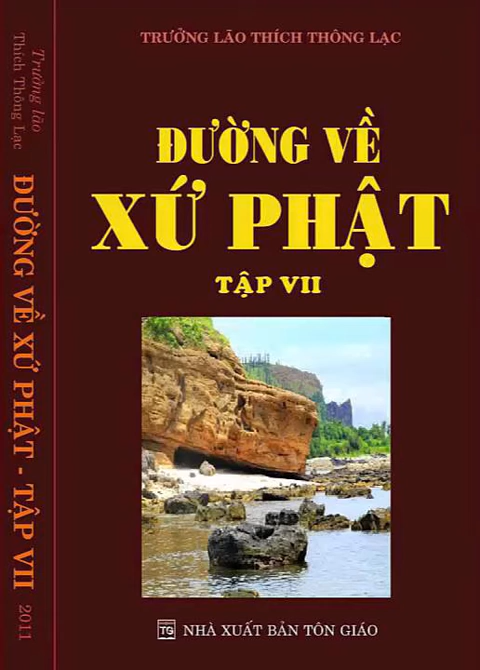 Trưởng lão
Thích Thông Lạc
ĐƯỜNG VỀ XỨ PHẬT - TẬP VII
2011
TRƯỞNG LÃO THÍCH THÔNG LẠC
ĐƯỜNG VỀ
XỨ PHẬT
TẬP VII
TG NHÀ XUẤT BẢN TÔN GIÁO